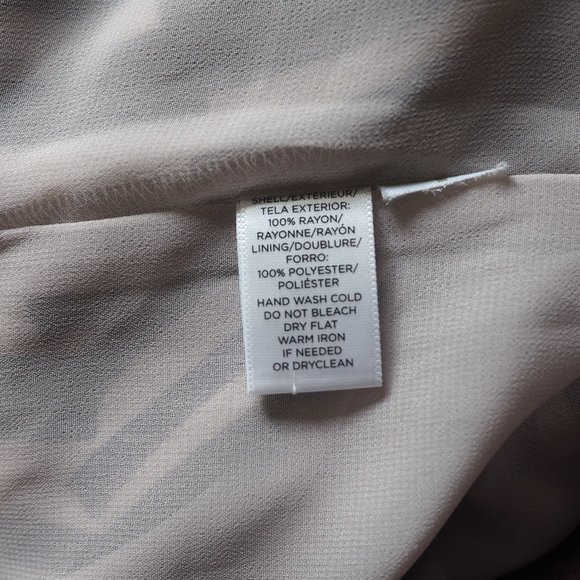 SHELL/EXTÉRIEUR/
TELA EXTERIOR:
100% RAYON/
RAYONNE/RAYÓN
LINING/DOUBLURE/
FORRO:
100% POLYESTER/
POLIÉSTER
HAND WASH COLD
DO NOT BLEACH
DRY FLAT
WARM IRON
IF NEEDED
OR DRYCLEAN